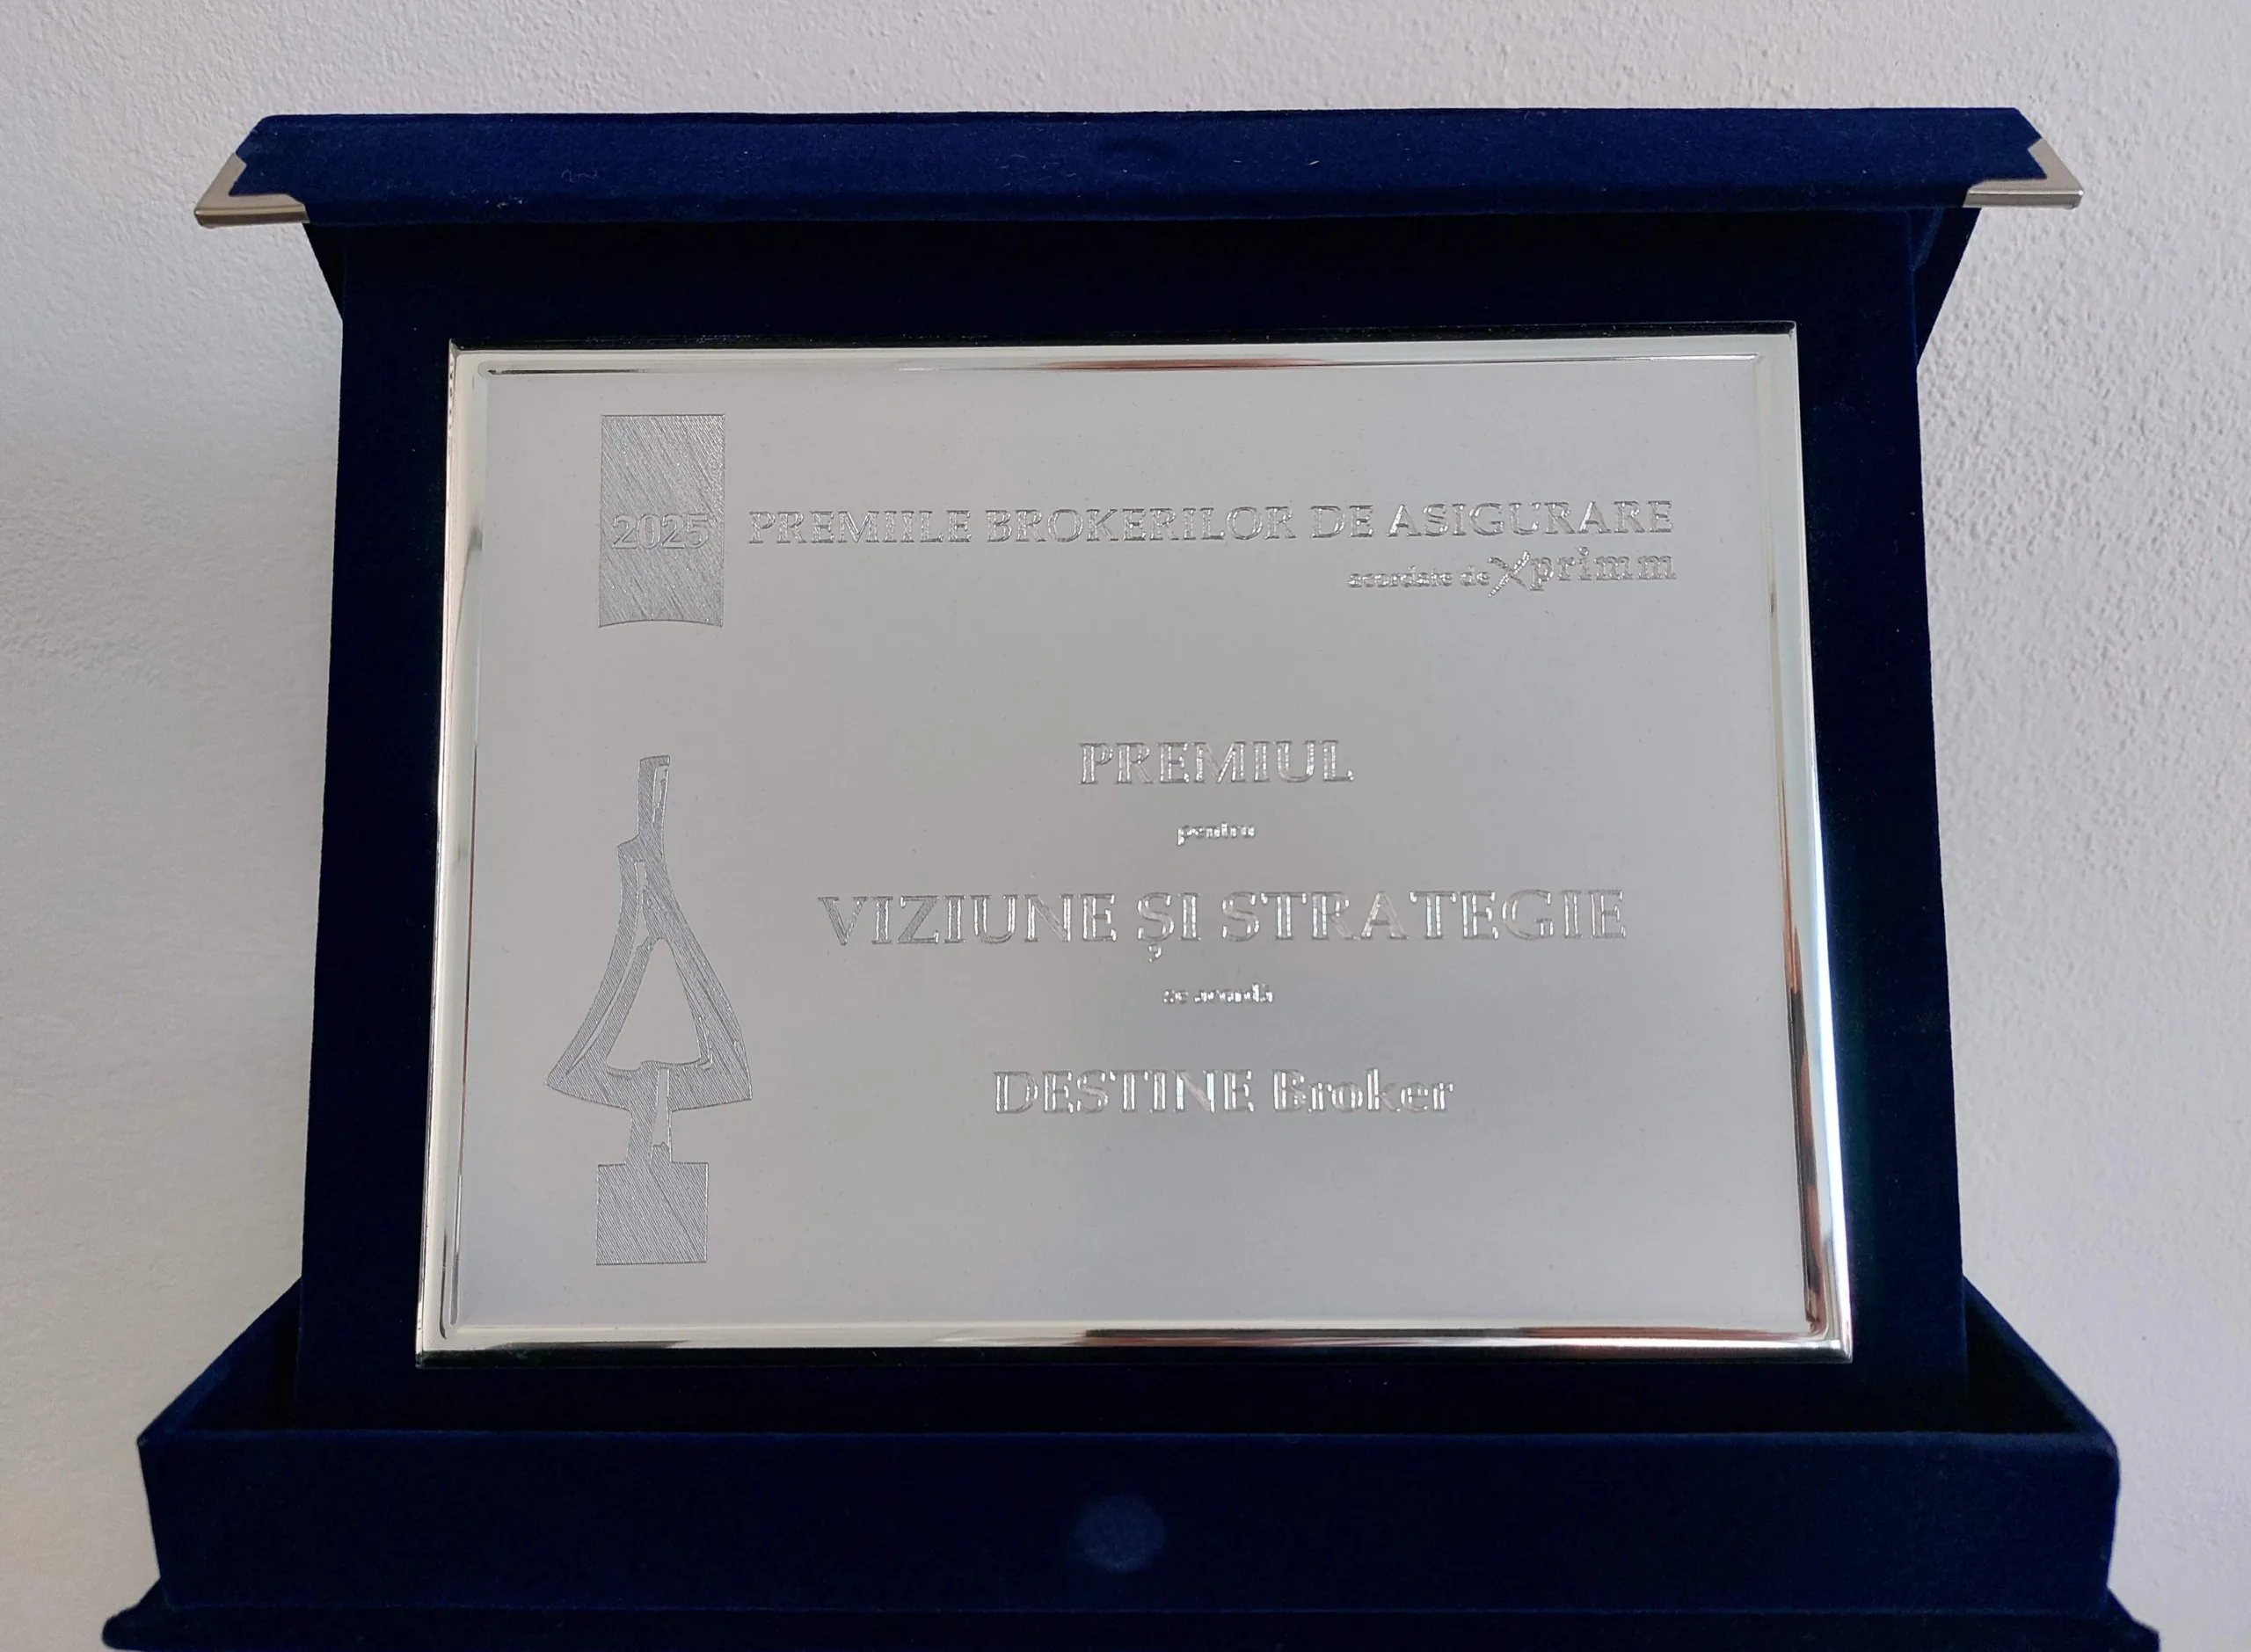 2025 PREMIILE BROKERILOR DE ASIGURARE
acordate de xprimm
PREMIUL
pentru
VIZIUNE ȘI STRATEGIE
se acordă
DESTINE Broker